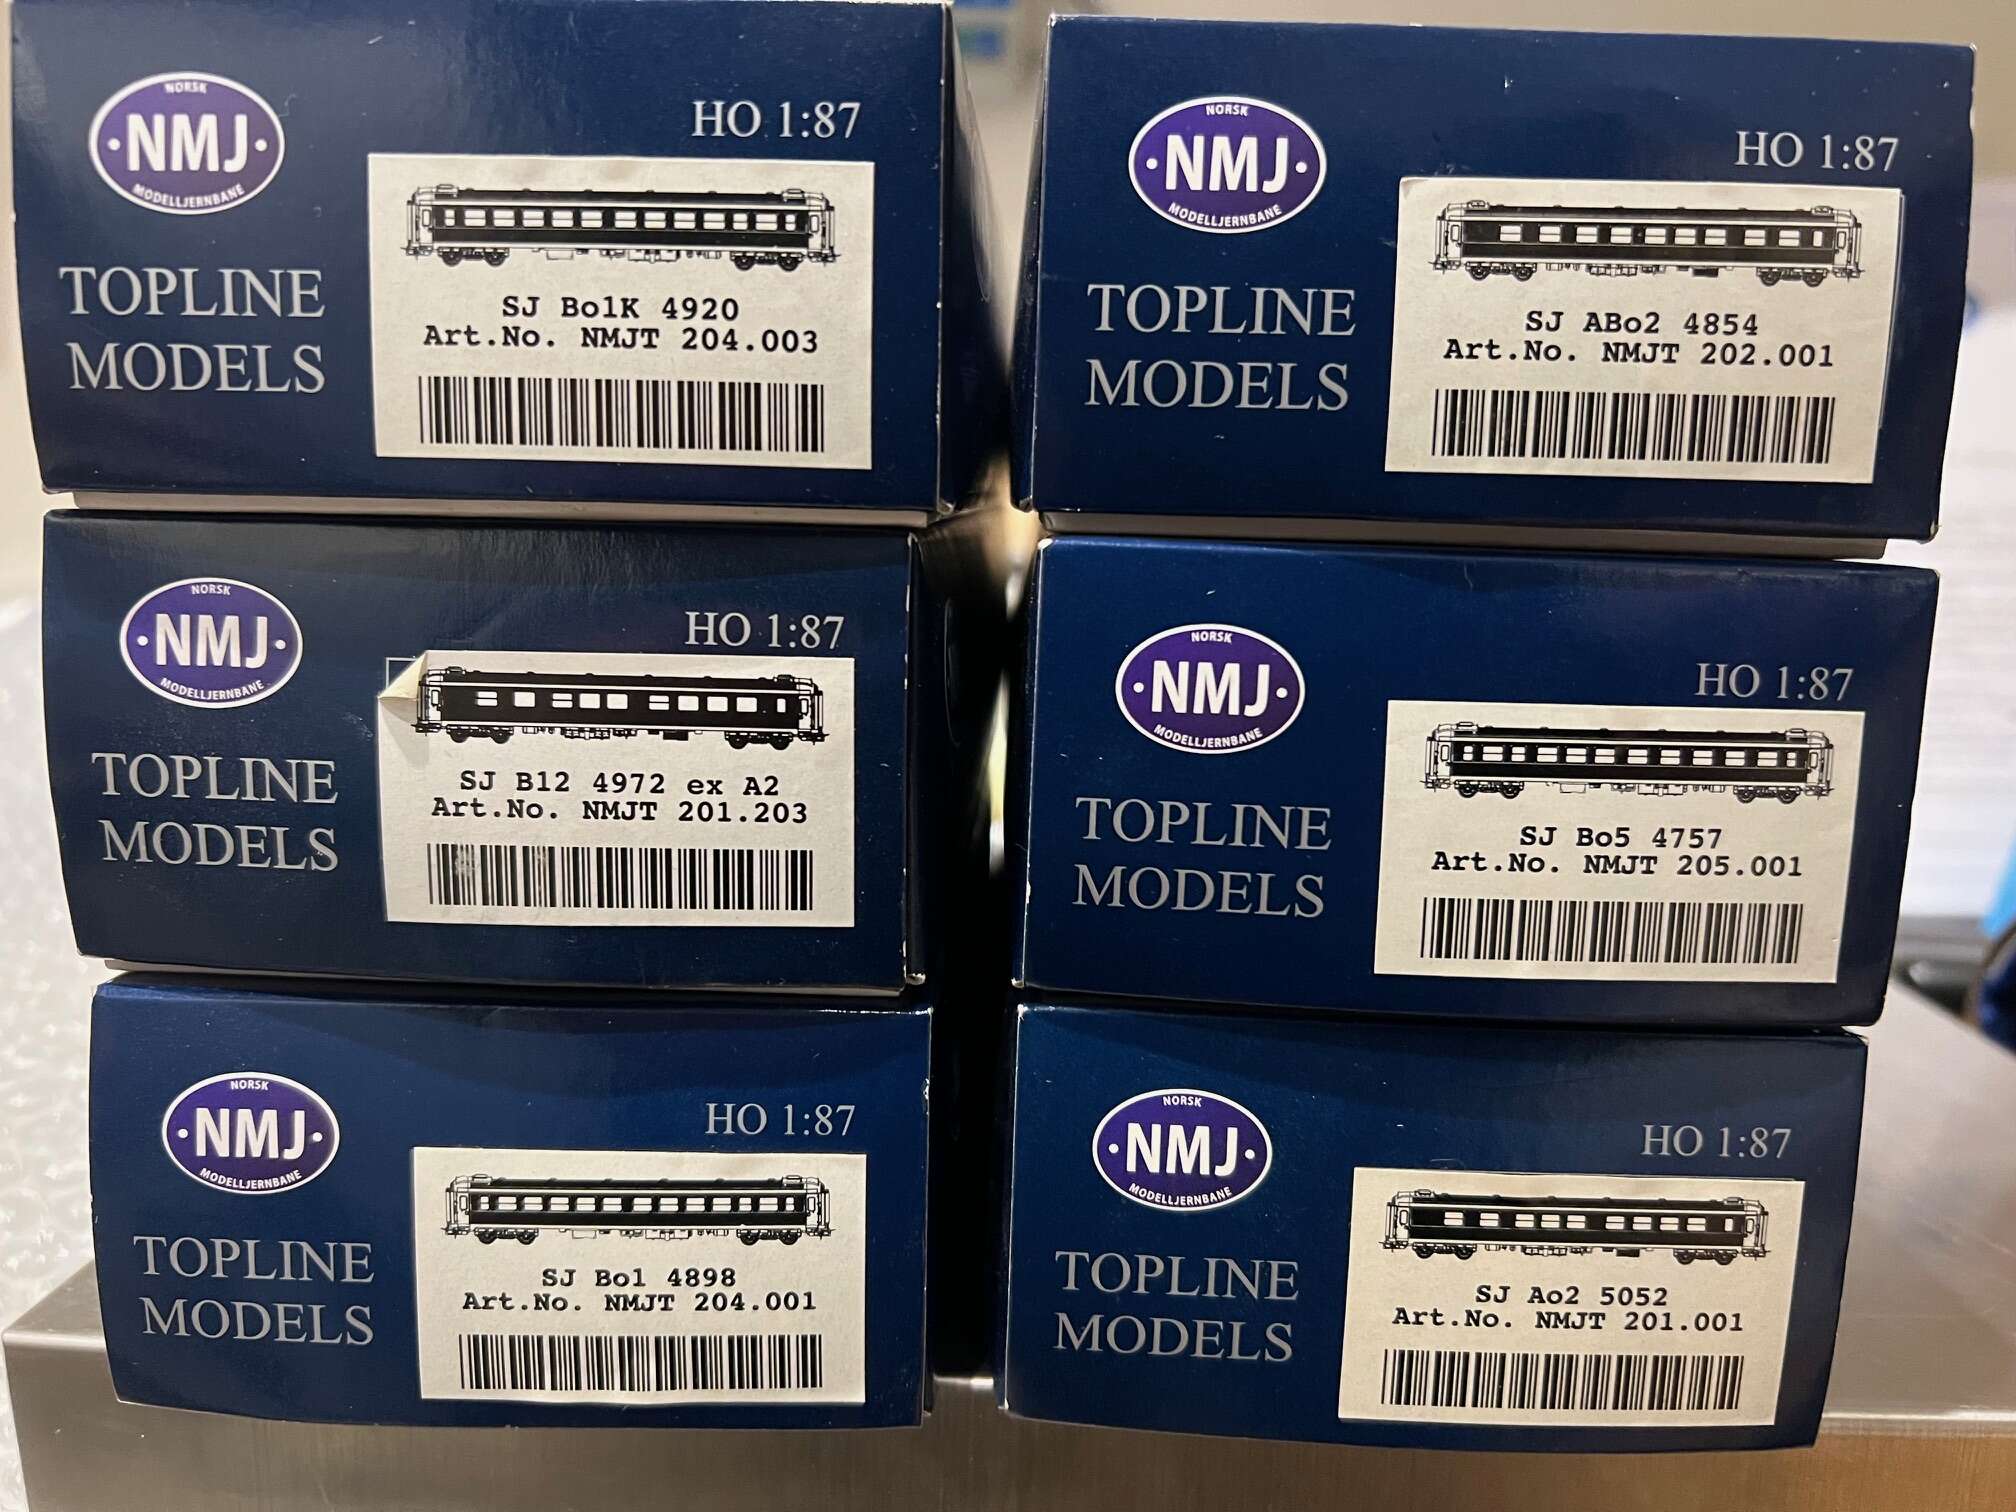 NORSK
NMJ
MODELLJERNBANE
HO 1:87
TOPLINE
MODELS
SJ Bo1K 4920
Art.No. NMJT 204.003
NORSK
NMJ
MODELLJERNBANE
HO 1:87
TOPLINE
MODELS
SJ ABo2 4854
Art.No. NMJT 202.001
NORSK
NMJ
MODELLJERNBANE
HO 1:87
TOPLINE
MODELS
SJ B12 4972 ex A2
Art.No. NMJT 201.203
NORSK
NMJ
MODELLJERNBANE
HO 1:87
TOPLINE
MODELS
SJ Bo5 4757
Art.No. NMJT 205.001
NORSK
NMJ
MODELLJERNBANE
HO 1:87
TOPLINE
MODELS
SJ Bo1 4898
Art.No. NMJT 204.001
NORSK
NMJ
MODELLJERNBANE
HO 1:87
TOPLINE
MODELS
SJ Ao2 5052
Art.No. NMJT 201.001